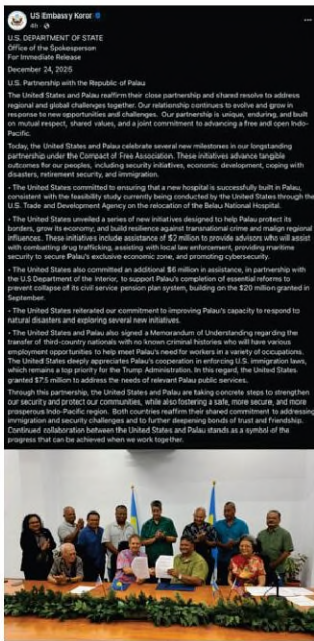 US Embassy Koror
4h
U.S. DEPARTMENT OF STATE
Office of the Spokesperson
For Immediate Release
December 24, 2025
U.S. Partnership with the Republic of Palau
The United States and Palau reaffirm their close partnership and shared resolve to address
regional and global challenges together. Our relationship continues to evolve and grow in
response to new opportunities and challenges. Our partnership is unique, enduring, and built
on mutual respect, shared values, and a joint commitment to advancing a free and open Indo-
Pacific.
Today, the United States and Palau celebrate several new milestones in our longstanding
partnership under the Compact of Free Association. These initiatives advance tangible
outcomes for our peoples, including security initiatives, economic development, coping with
disasters, retirement security, and immigration.
• The United States committed to ensuring that a new hospital is successfully built in Palau,
consistent with the feasibility study currently being conducted by the United States through the
U.S. Trade and Development Agency on the relocation of the Belau National Hospital.
• The United States unveiled a series of new initiatives designed to help Palau protect its
borders, grow its economy, and build resilience against transnational crime and malign regional
influences. These initiatives include assistance of $2 million to provide advisors who will assist
with combatting drug trafficking, assisting with local law enforcement, providing maritime
security to secure Palau's exclusive economic zone, and promoting cybersecurity.
• The United States also committed an additional $6 million in assistance, in partnership with
the U.S Department of the Interior, to support Palau's completion of essential reforms to
prevent collapse of its civil service pension plan system, building on the $20 million granted in
September.
• The United States reiterated our commitment to improving Palau's capacity to respond to
natural disasters and exploring several new initiatives.
• The United States and Palau also signed a Memorandum of Understanding regarding the
transfer of third-country nationals with no known criminal histories who will have various
employment opportunities to help meet Palau's need for workers in a variety of occupations.
The United States deeply appreciates Palau's cooperation in enforcing U.S. immigration laws,
which remains a top priority for the Trump Administration. In this regard, the United States
granted $7.5 million to address the needs of relevant Palau public services.
Through this partnership, the United States and Palau are taking concrete steps to strengthen
our security and protect our communities, while also fostering a safe, more secure, and more
prosperous Indo-Pacific region. Both countries reaffirm their shared commitment to addressing
immigration and security challenges and to further deepening bonds of trust and friendship.
Continued collaboration between the United States and Palau stands as a symbol of the
progress that can be achieved when we work together.